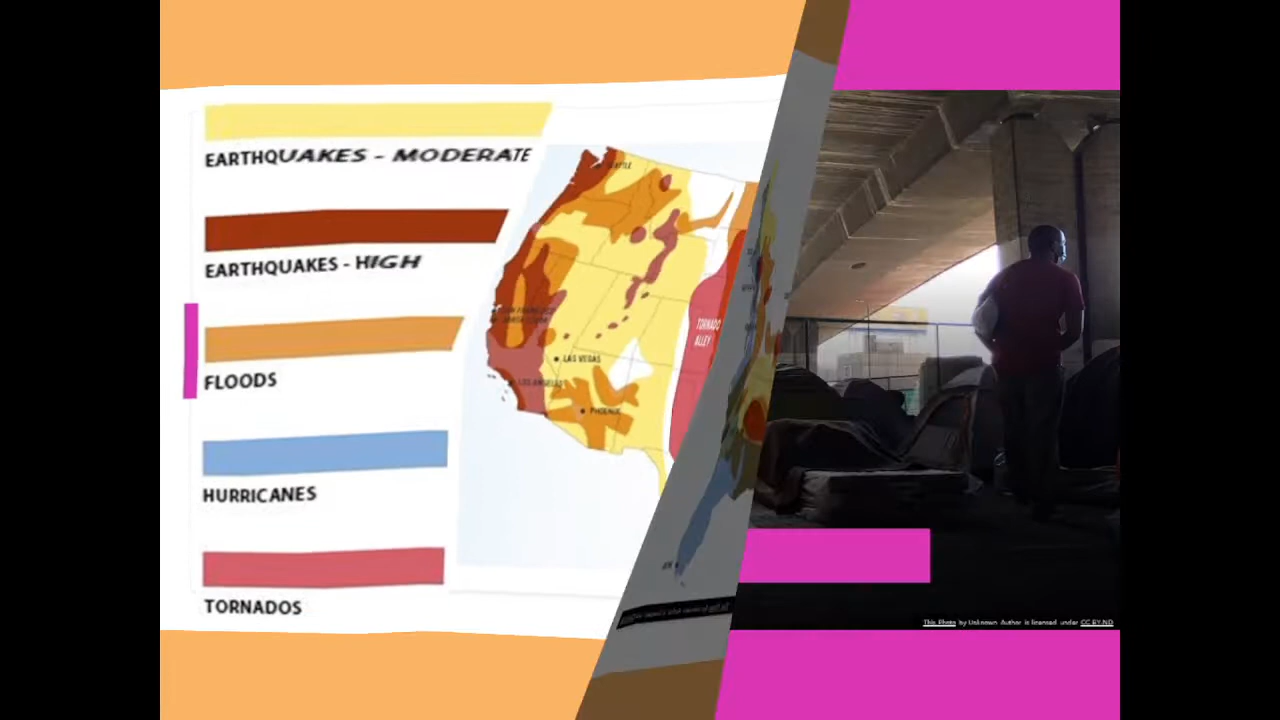 EARTHQUAKES - MODERATE
EARTHQUAKES - HIGH
FLOODS
HURRICANES
TORNADOS
SEATTLE
LAS VEGAS
LOS ANGELES
PHOENIX
TORNADO
ALLEY
This Photo by Unknown Author is licensed under CC BY-ND